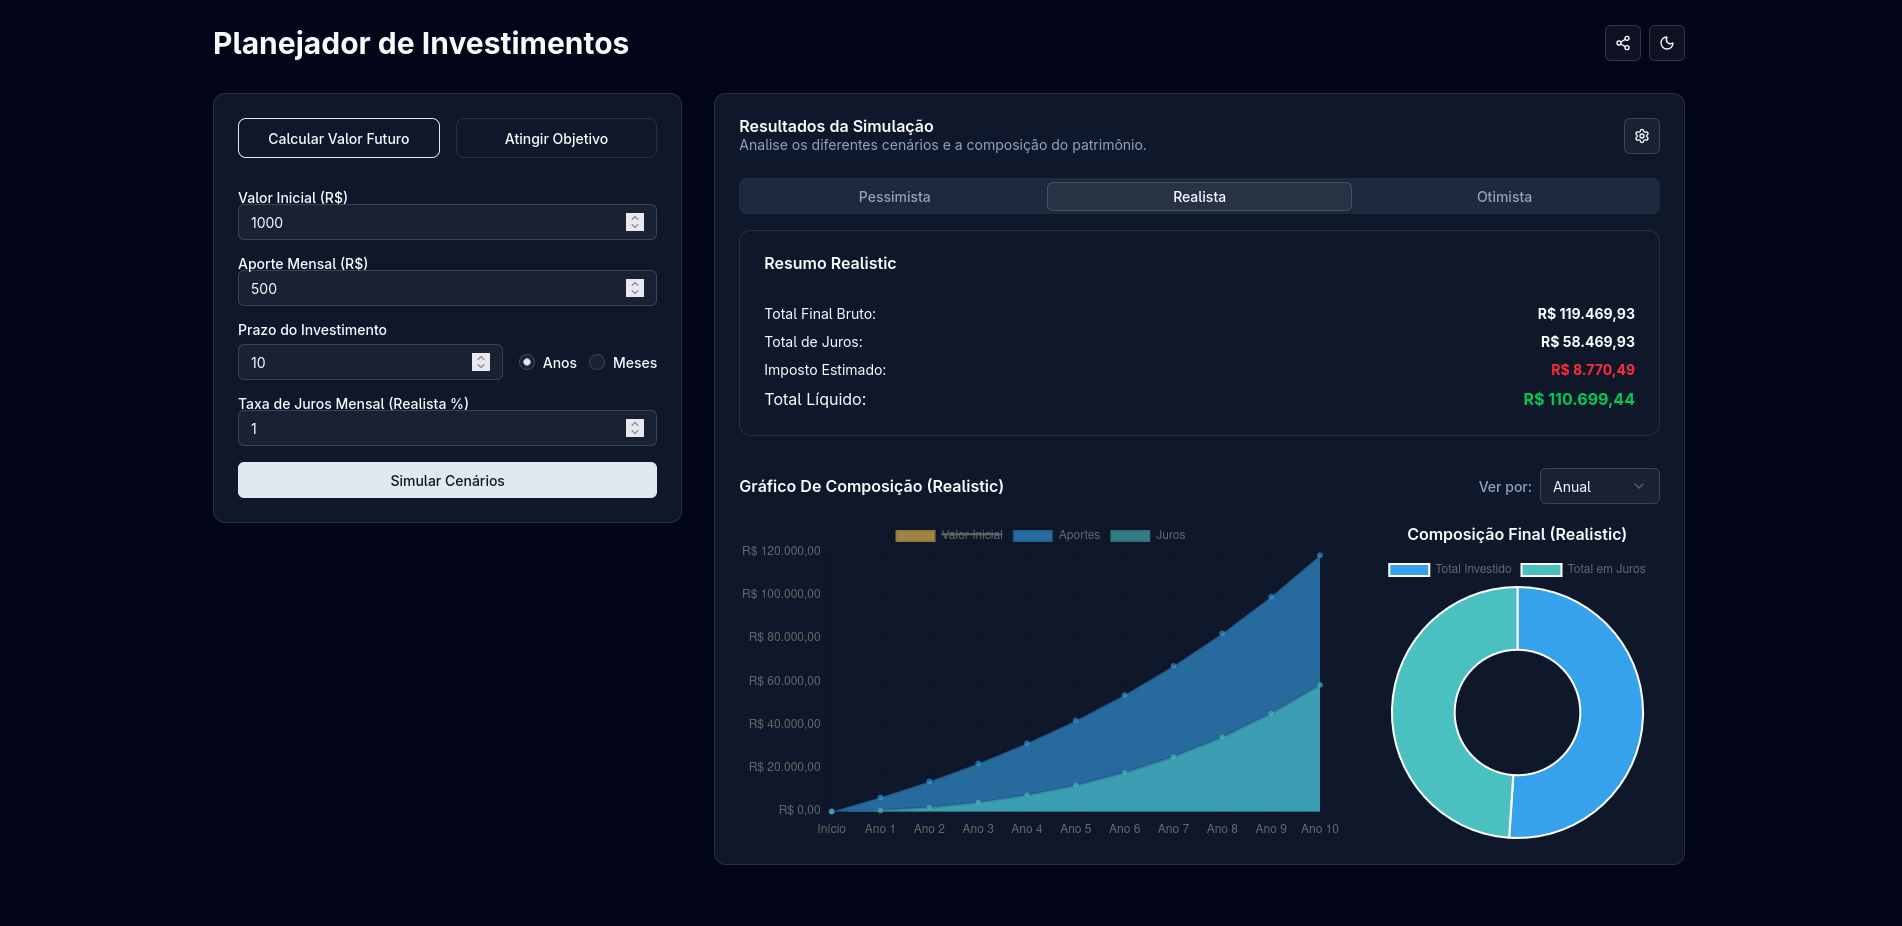 Planejador de Investimentos
Calcular Valor Futuro
Atingir Objetivo
Valor Inicial (R$)
1000
Aporte Mensal (R$)
500
Prazo do Investimento
10
Anos
Meses
Taxa de Juros Mensal (Realista %)
1
Simular Cenários
Resultados da Simulação
Analise os diferentes cenários e a composição do patrimônio.
Pessimista
Realista
Otimista
Resumo Realistic
Total Final Bruto: R$ 119.469,93
Total de Juros: R$ 58.469,93
Imposto Estimado: R$ 8.770,49
Total Líquido: R$ 110.699,44
Gráfico De Composição (Realistic)
Ver por: Anual
Valor Inicial Aportes Juros
R$ 120.000,00
R$ 100.000,00
R$ 80.000,00
R$ 60.000,00
R$ 40.000,00
R$ 20.000,00
R$ 0,00
Início Ano 1 Ano 2 Ano 3 Ano 4 Ano 5 Ano 6 Ano 7 Ano 8 Ano 9 Ano 10
Composição Final (Realistic)
Total Investido Total em Juros